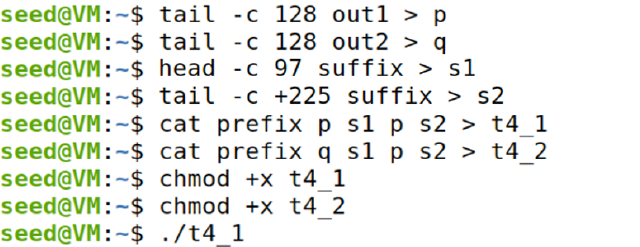 seed@VM:~$ tail -c 128 out1 > p
seed@VM:~$ tail -c 128 out2 > q
seed@VM:~$ head -c 97 suffix > s1
seed@VM:~$ tail -c +225 suffix > s2
seed@VM:~$ cat prefix p s1 p s2 > t4_1
seed@VM:~$ cat prefix q s1 p s2 > t4_2
seed@VM:~$ chmod +x t4_1
seed@VM:~$ chmod +x t4_2
seed@VM:~$ ./t4_1